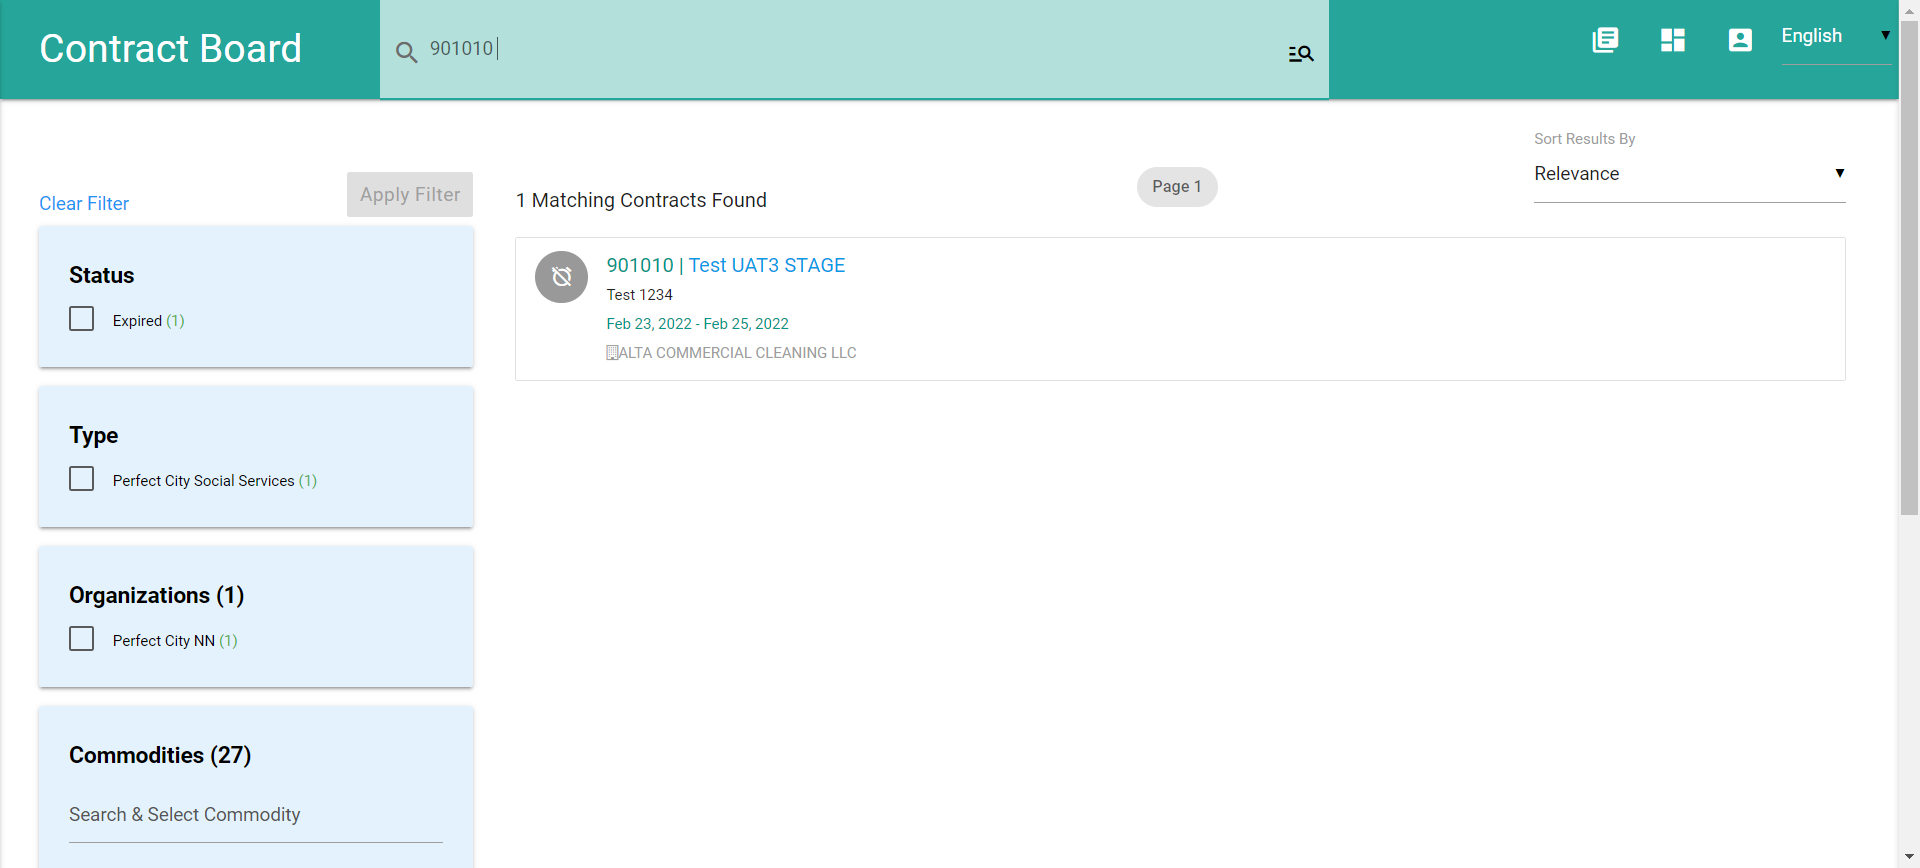 Contract Board
901010
English
Sort Results By
Relevance
Clear Filter
Apply Filter
1 Matching Contracts Found
Page 1
Status
Expired (1)
Type
Perfect City Social Services (1)
Organizations (1)
Perfect City NN (1)
Commodities (27)
Search & Select Commodity
901010 | Test UAT3 STAGE
Test 1234
Feb 23, 2022 - Feb 25, 2022
ALTA COMMERCIAL CLEANING LLC